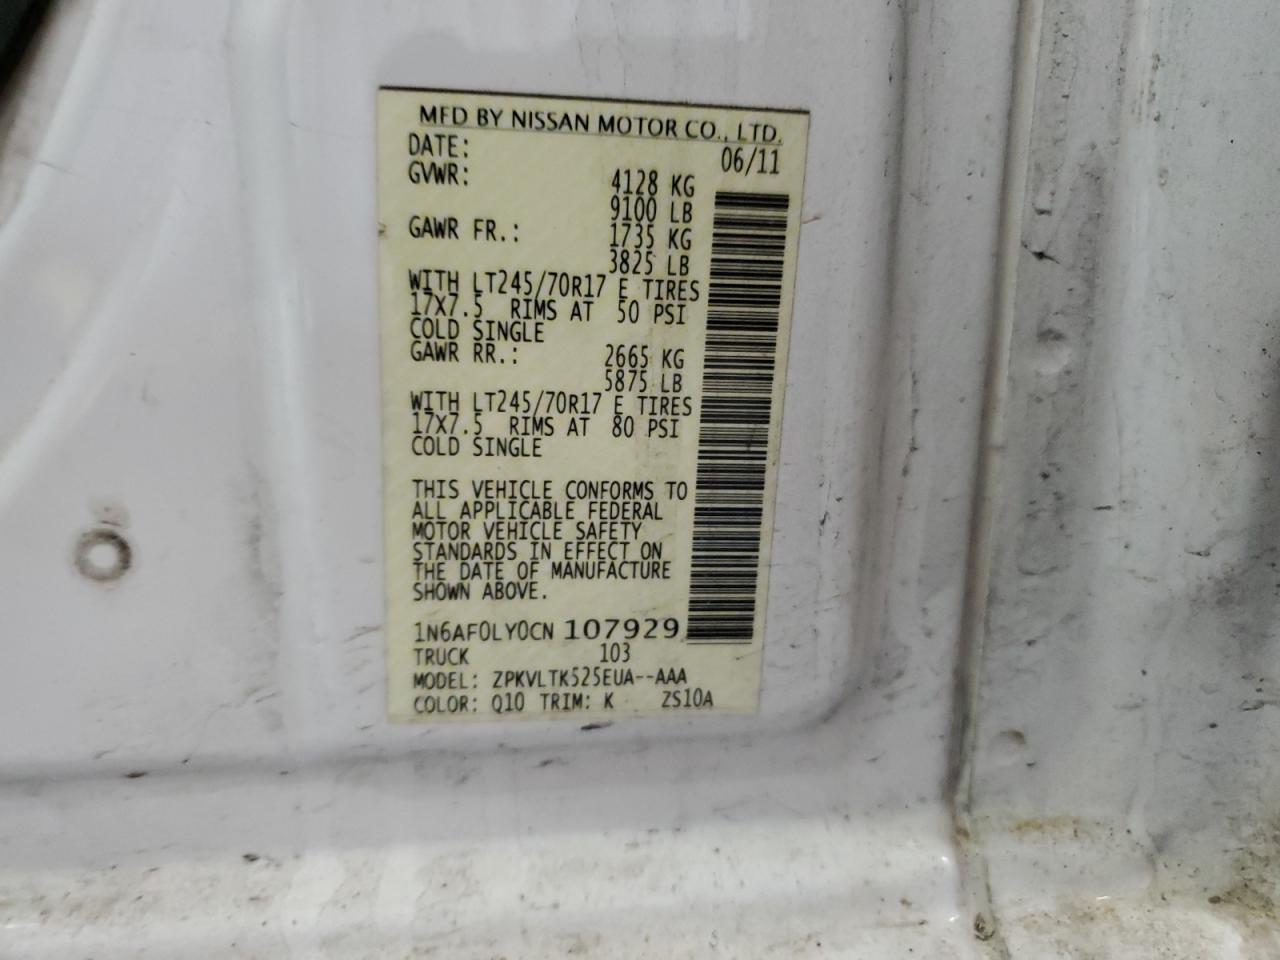 MFD BY NISSAN MOTOR CO., LTD.
DATE: 06/11
GVWR: 4128 KG
9100 LB
GAWR FR.: 1735 KG
3825 LB
WITH LT245/70R17 E TIRES
17X7.5 RIMS AT 50 PSI
COLD SINGLE
GAWR RR.: 2665 KG
5875 LB
WITH LT245/70R17 E TIRES
17X7.5 RIMS AT 80 PSI
COLD SINGLE
THIS VEHICLE CONFORMS TO
ALL APPLICABLE FEDERAL
MOTOR VEHICLE SAFETY
STANDARDS IN EFFECT ON
THE DATE OF MANUFACTURE
SHOWN ABOVE.
1N6AF0LY0CN 107929
TRUCK 103
MODEL: ZPKVLTK525EUA--AAA
COLOR: Q10 TRIM: K ZS10A